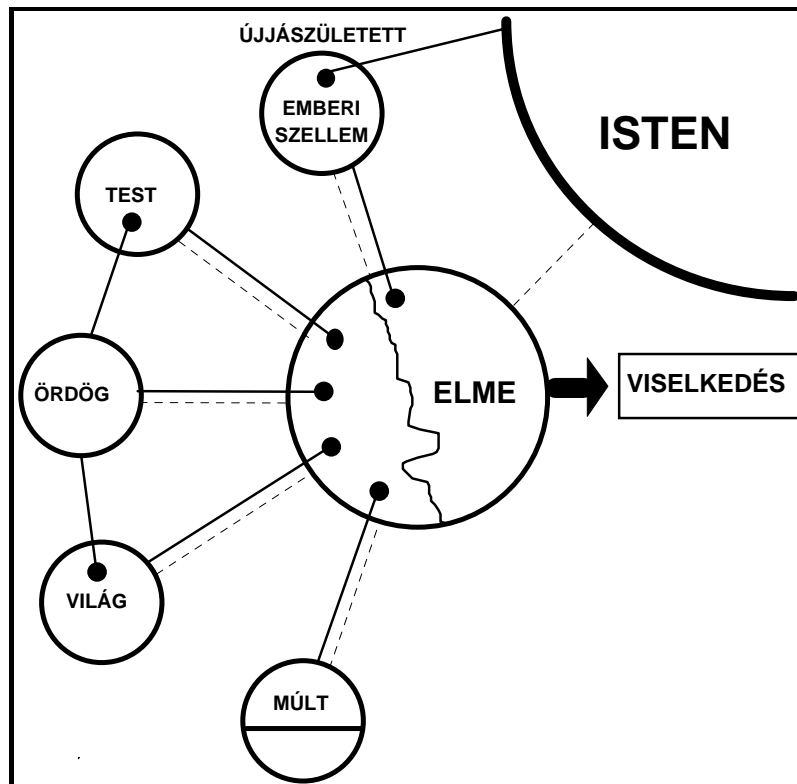 ÚJJÁSZÜLETETT
EMBERI
SZELLEM
ISTEN
TEST
ÖRDÖG
ELME
VISELKEDÉS
VILÁG
MÚLT